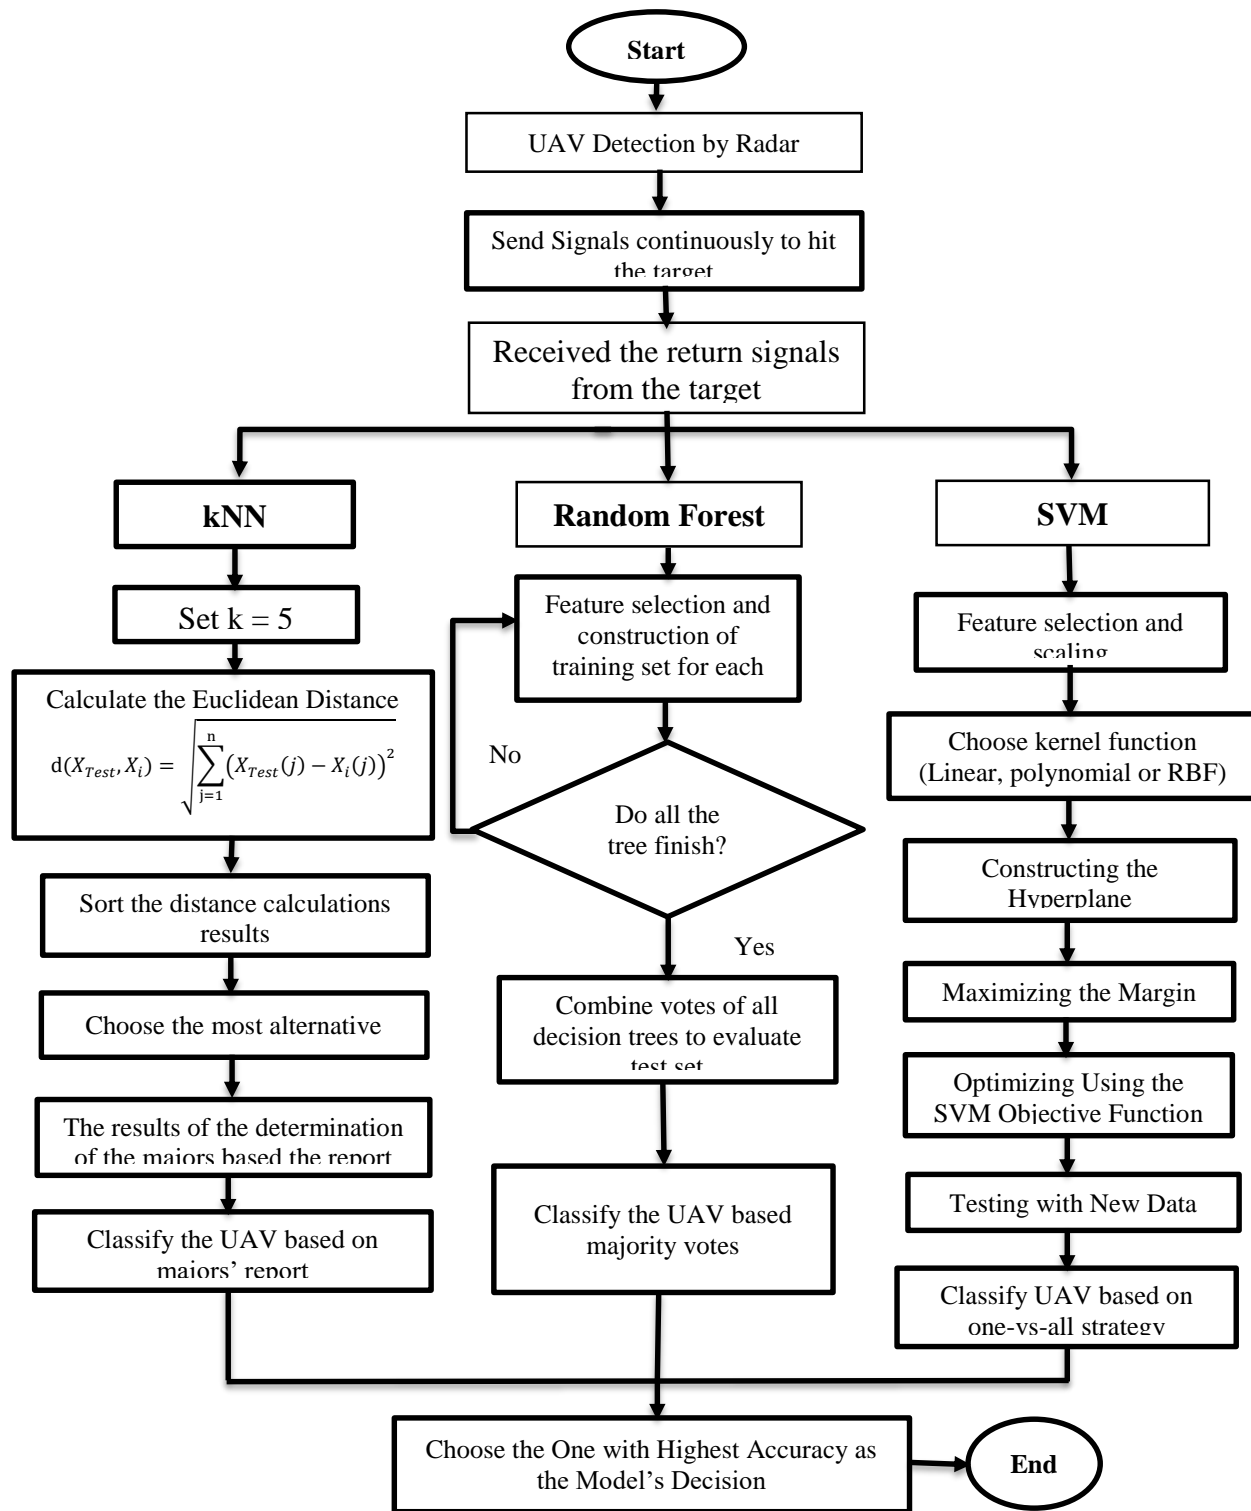 Start
UAV Detection by Radar
Send Signals continuously to hit
the target
Received the return signals
from the target
kNN
Set k = 5
Calculate the Euclidean Distance
d(X_Test, X_i) = √(∑_{j=1}^{n} (X_Test(j) − X_i(j))²)
Sort the distance calculations
results
Choose the most alternative
The results of the determination
of the majors based the report
Classify the UAV based on
majors’ report
Random Forest
Feature selection and
construction of
training set for each
No
Do all the
tree finish?
Yes
Combine votes of all
decision trees to evaluate
test set
Classify the UAV based
majority votes
SVM
Feature selection and
scaling
Choose kernel function
(Linear, polynomial or RBF)
Constructing the
Hyperplane
Maximizing the Margin
Optimizing Using the
SVM Objective Function
Testing with New Data
Classify UAV based on
one-vs-all strategy
Choose the One with Highest Accuracy as
the Model’s Decision
End